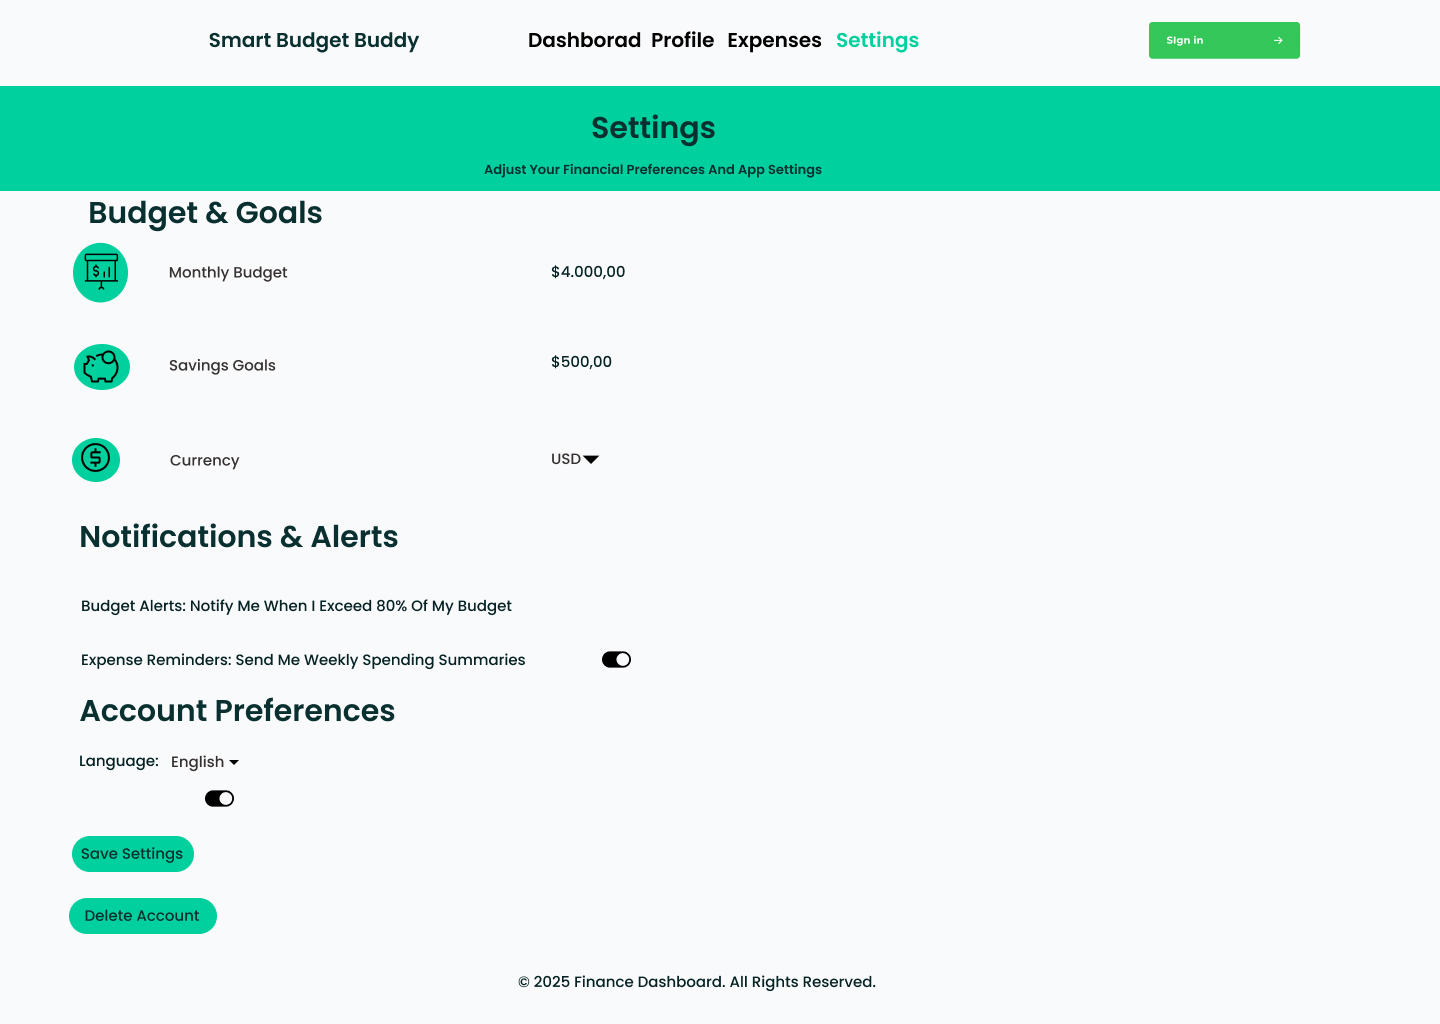 Smart Budget Buddy Dashborad Profile Expenses Settings SIgn in
Settings
Adjust Your Financial Preferences And App Settings
Budget & Goals
Monthly Budget $4.000,00
Savings Goals $500,00
Currency USD
Notifications & Alerts
Budget Alerts: Notify Me When I Exceed 80% Of My Budget
Expense Reminders: Send Me Weekly Spending Summaries
Account Preferences
Language: English
Save Settings
Delete Account
© 2025 Finance Dashboard. All Rights Reserved.